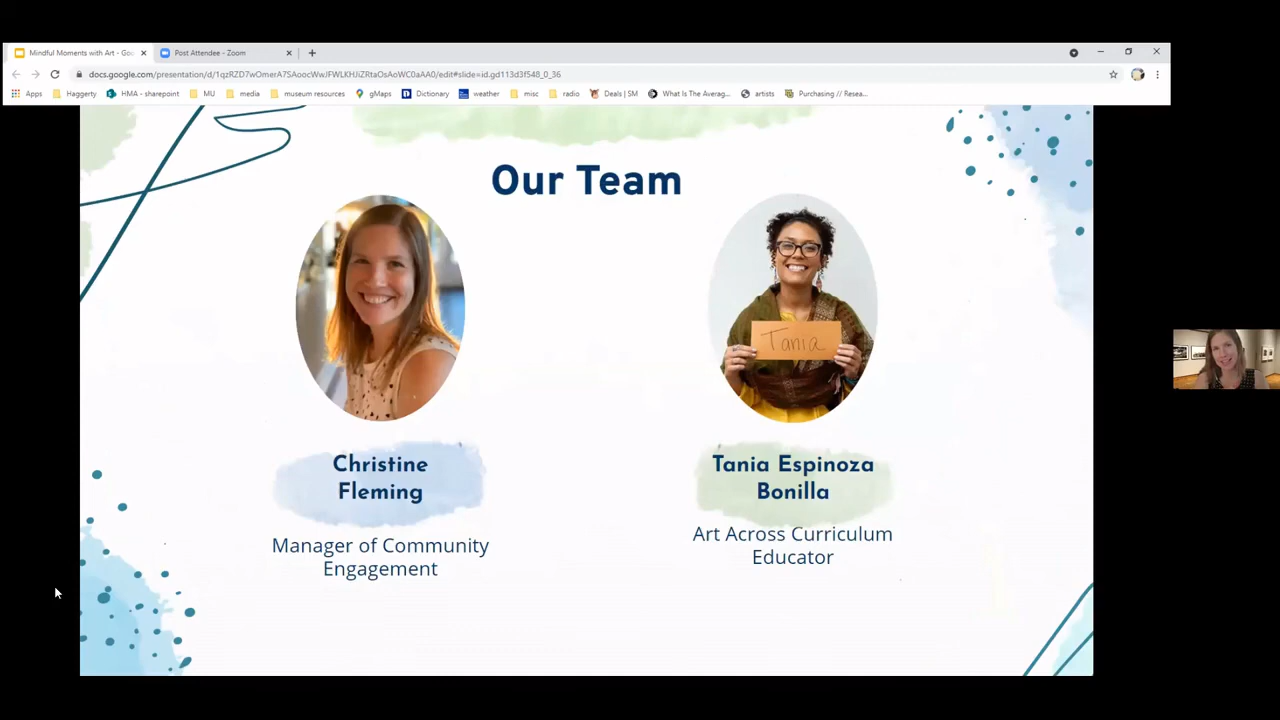 Mindful Moments with Art - Goo
Post Attendee - Zoom
docs.google.com/presentation/d/1qzRZD7wOmerA7SAoocWwJFWLKHJiZRtaOsAoWC0aAA0/edit#slide=id.gd113d3f548_0_36
Apps Haggerty HMA - sharepoint MU media museum resources gMaps Dictionary weather misc radio Deals | SM What Is The Averag... artists Purchasing // Resea...
Our Team
Tania
Christine
Fleming
Manager of Community
Engagement
Tania Espinoza
Bonilla
Art Across Curriculum
Educator